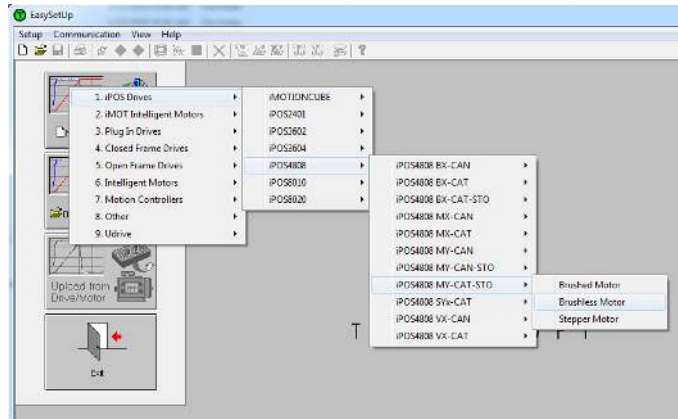 EasySetUp
Setup Communication View Help
1. iPOS Drives
2. iMOT Intelligent Motors
3. Plug In Drives
4. Closed Frame Drives
5. Open Frame Drives
6. Intelligent Motors
7. Motion Controllers
8. Other
9. Udrive
iMOTIONCUBE
iPOS2401
iPOS3602
iPOS3604
iPOS4808
iPOS8010
iPOS8020
iPOS4808 BX-CAN
iPOS4808 BX-CAT
iPOS4808 BX-CAT-STO
iPOS4808 MX-CAN
iPOS4808 MX-CAT
iPOS4808 MY-CAN
iPOS4808 MY-CAN-STO
iPOS4808 MY-CAT-STO
iPOS4808 SYx-CAT
iPOS4808 VX-CAN
iPOS4808 VX-CAT
Brushed Motor
Brushless Motor
Stepper Motor
Upload from
Drive/Motor
Exit